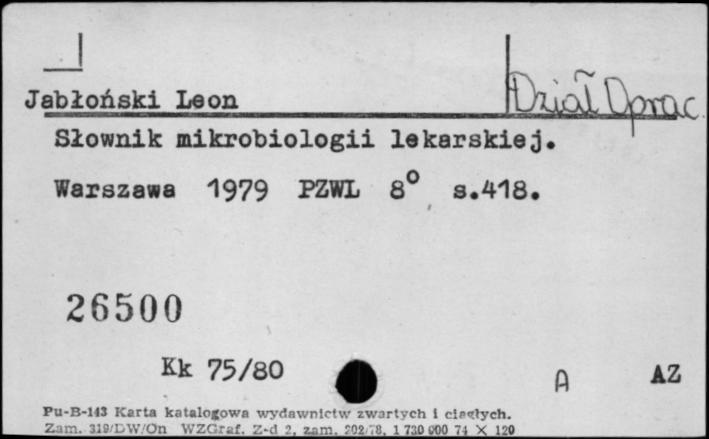 Jabłoński Leon Dział Oprac.
Słownik mikrobiologii lekarskiej.
Warszawa 1979 PZWL 8° s.418.
26500
Kk 75/80 A AZ
Pu-B-143 Karta katalogowa wydawnictw zwartych i ciągłych.
Zam. 319/DW/On WZGraf. Z-d 2, zam. 202/78. 1 730 000 74 X 120